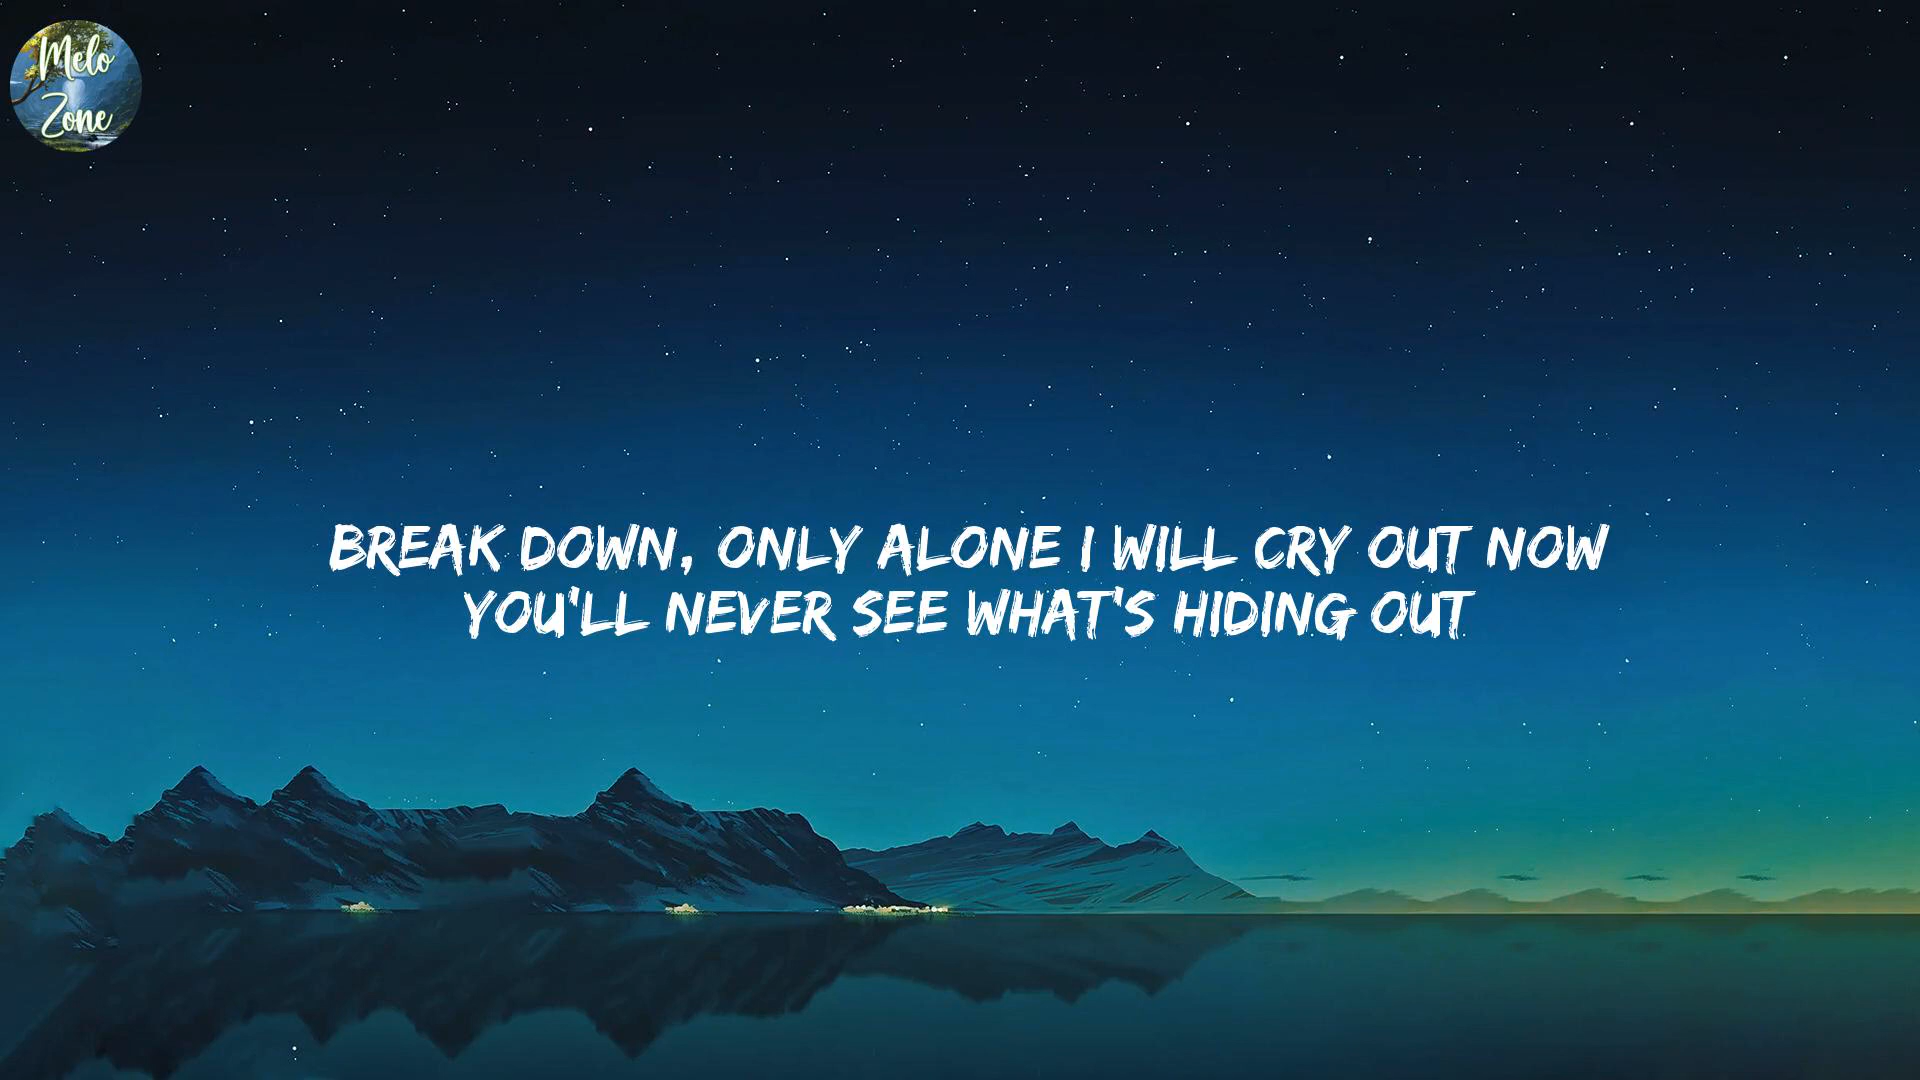 Melo
Zone
BREAK DOWN, ONLY ALONE I WILL CRY OUT NOW
YOU'LL NEVER SEE WHAT'S HIDING OUT